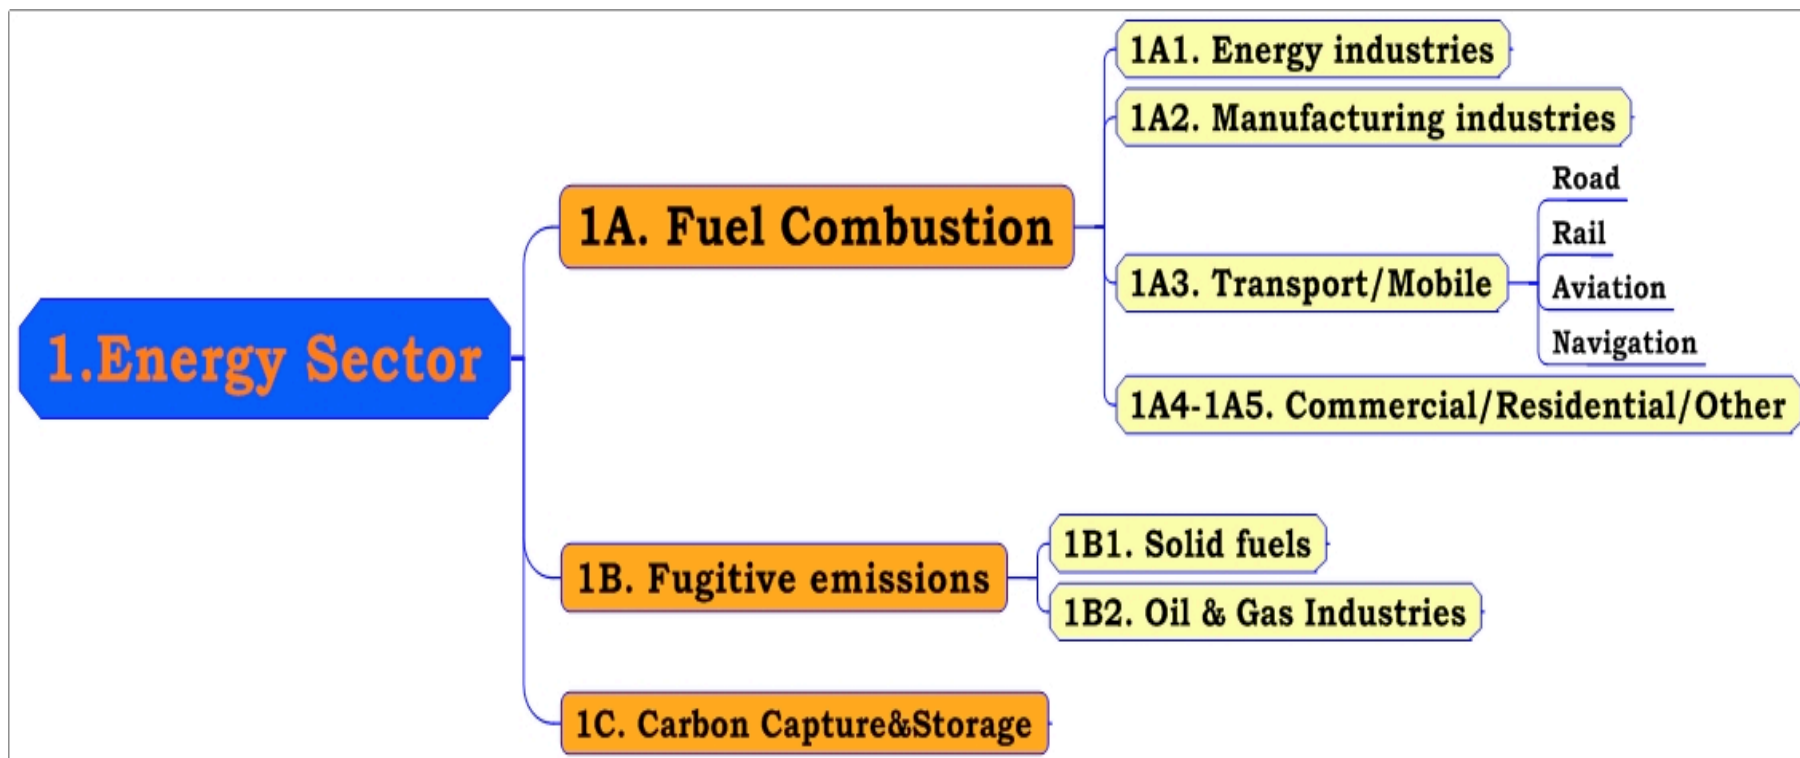 1.Energy Sector
1A. Fuel Combustion
1A1. Energy industries
1A2. Manufacturing industries
1A3. Transport/Mobile
Road
Rail
Aviation
Navigation
1A4-1A5. Commercial/Residential/Other
1B. Fugitive emissions
1B1. Solid fuels
1B2. Oil & Gas Industries
1C. Carbon Capture&Storage